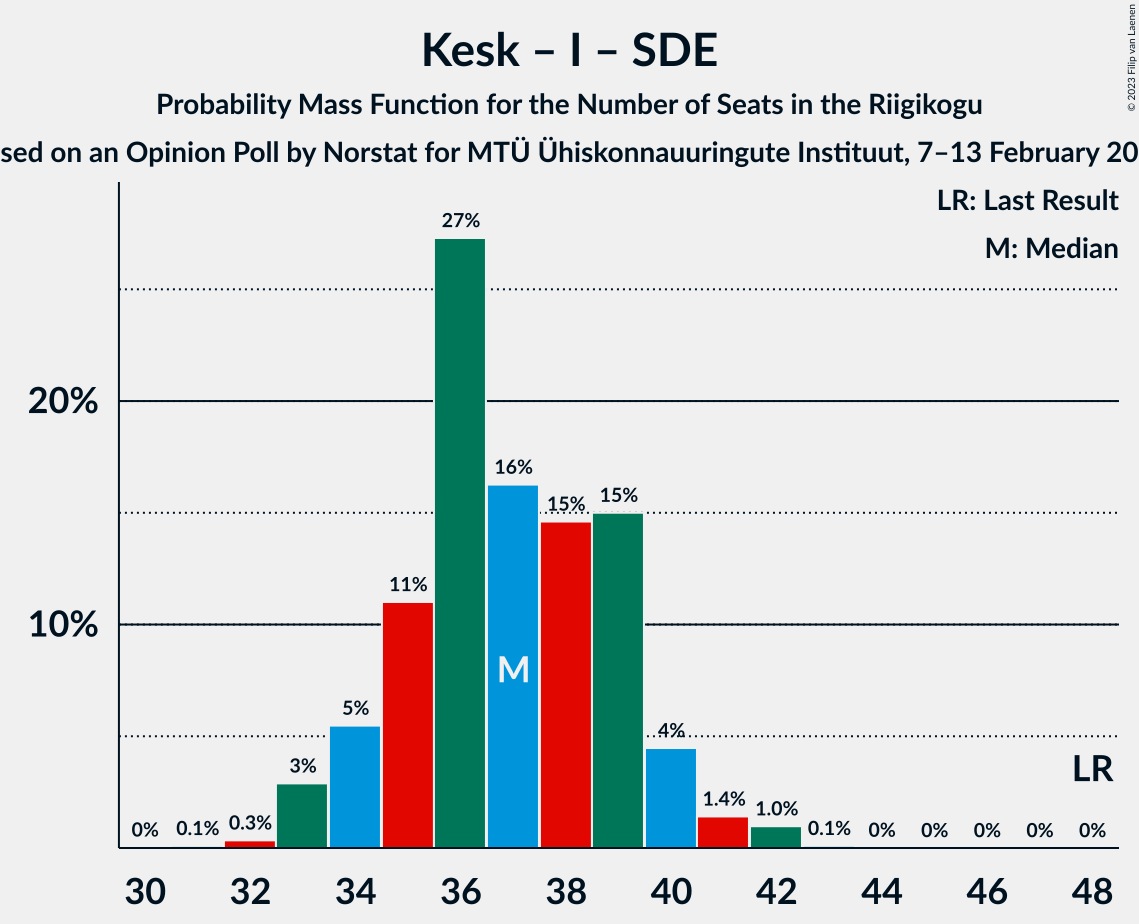 Kesk – I – SDE
Probability Mass Function for the Number of Seats in the Riigikogu
sed on an Opinion Poll by Norstat for MTÜ Ühiskonnauuringute Instituut, 7–13 February 20
© 2023 Filip van Laenen
LR: Last Result
M: Median
27%
20%
16%
15%
15%
11%
10%
M
5%
4%
LR
3%
1.4%
1.0%
0%
0.1%
0.3%
0.1%
0%
0%
0%
0%
0%
30 32 34 36 38 40 42 44 46 48